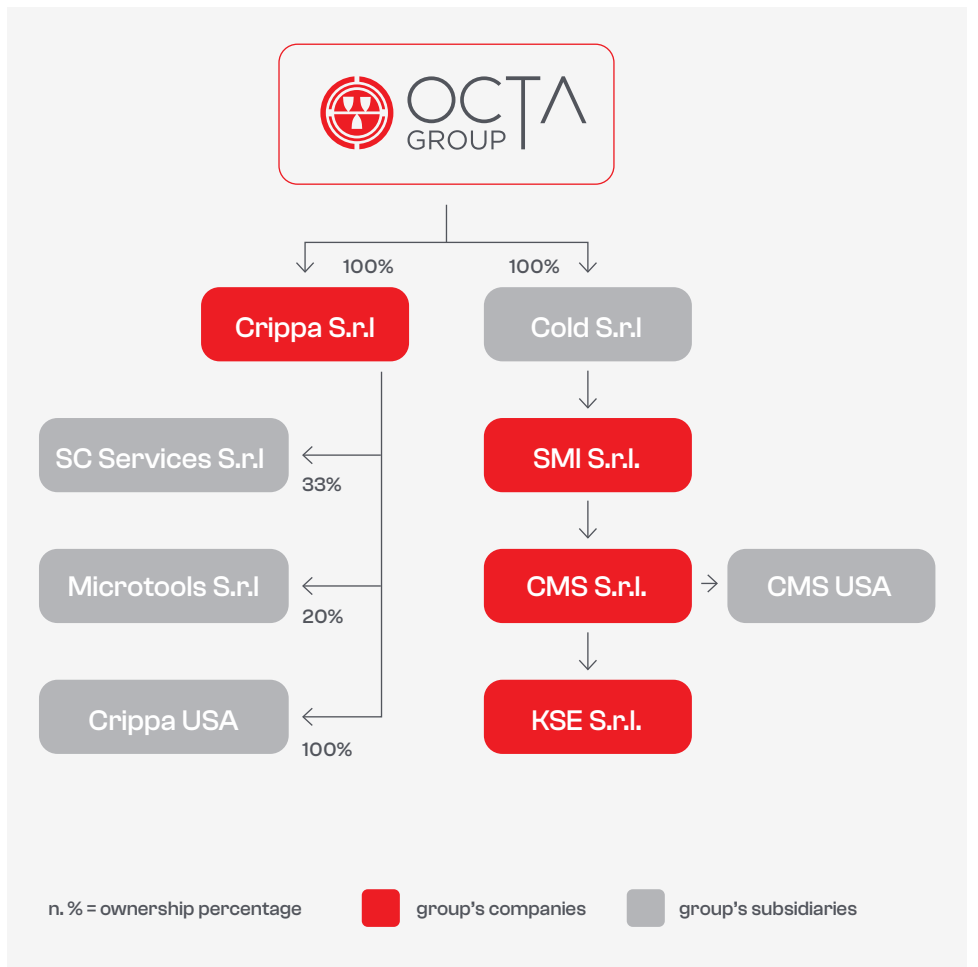 OCTA
GROUP
100%
100%
Crippa S.r.l
Cold S.r.l
SC Services S.r.l
33%
SMI S.r.l.
Microtools S.r.l
20%
CMS S.r.l.
CMS USA
Crippa USA
100%
KSE S.r.l.
n. % = ownership percentage
group's companies
group's subsidiaries